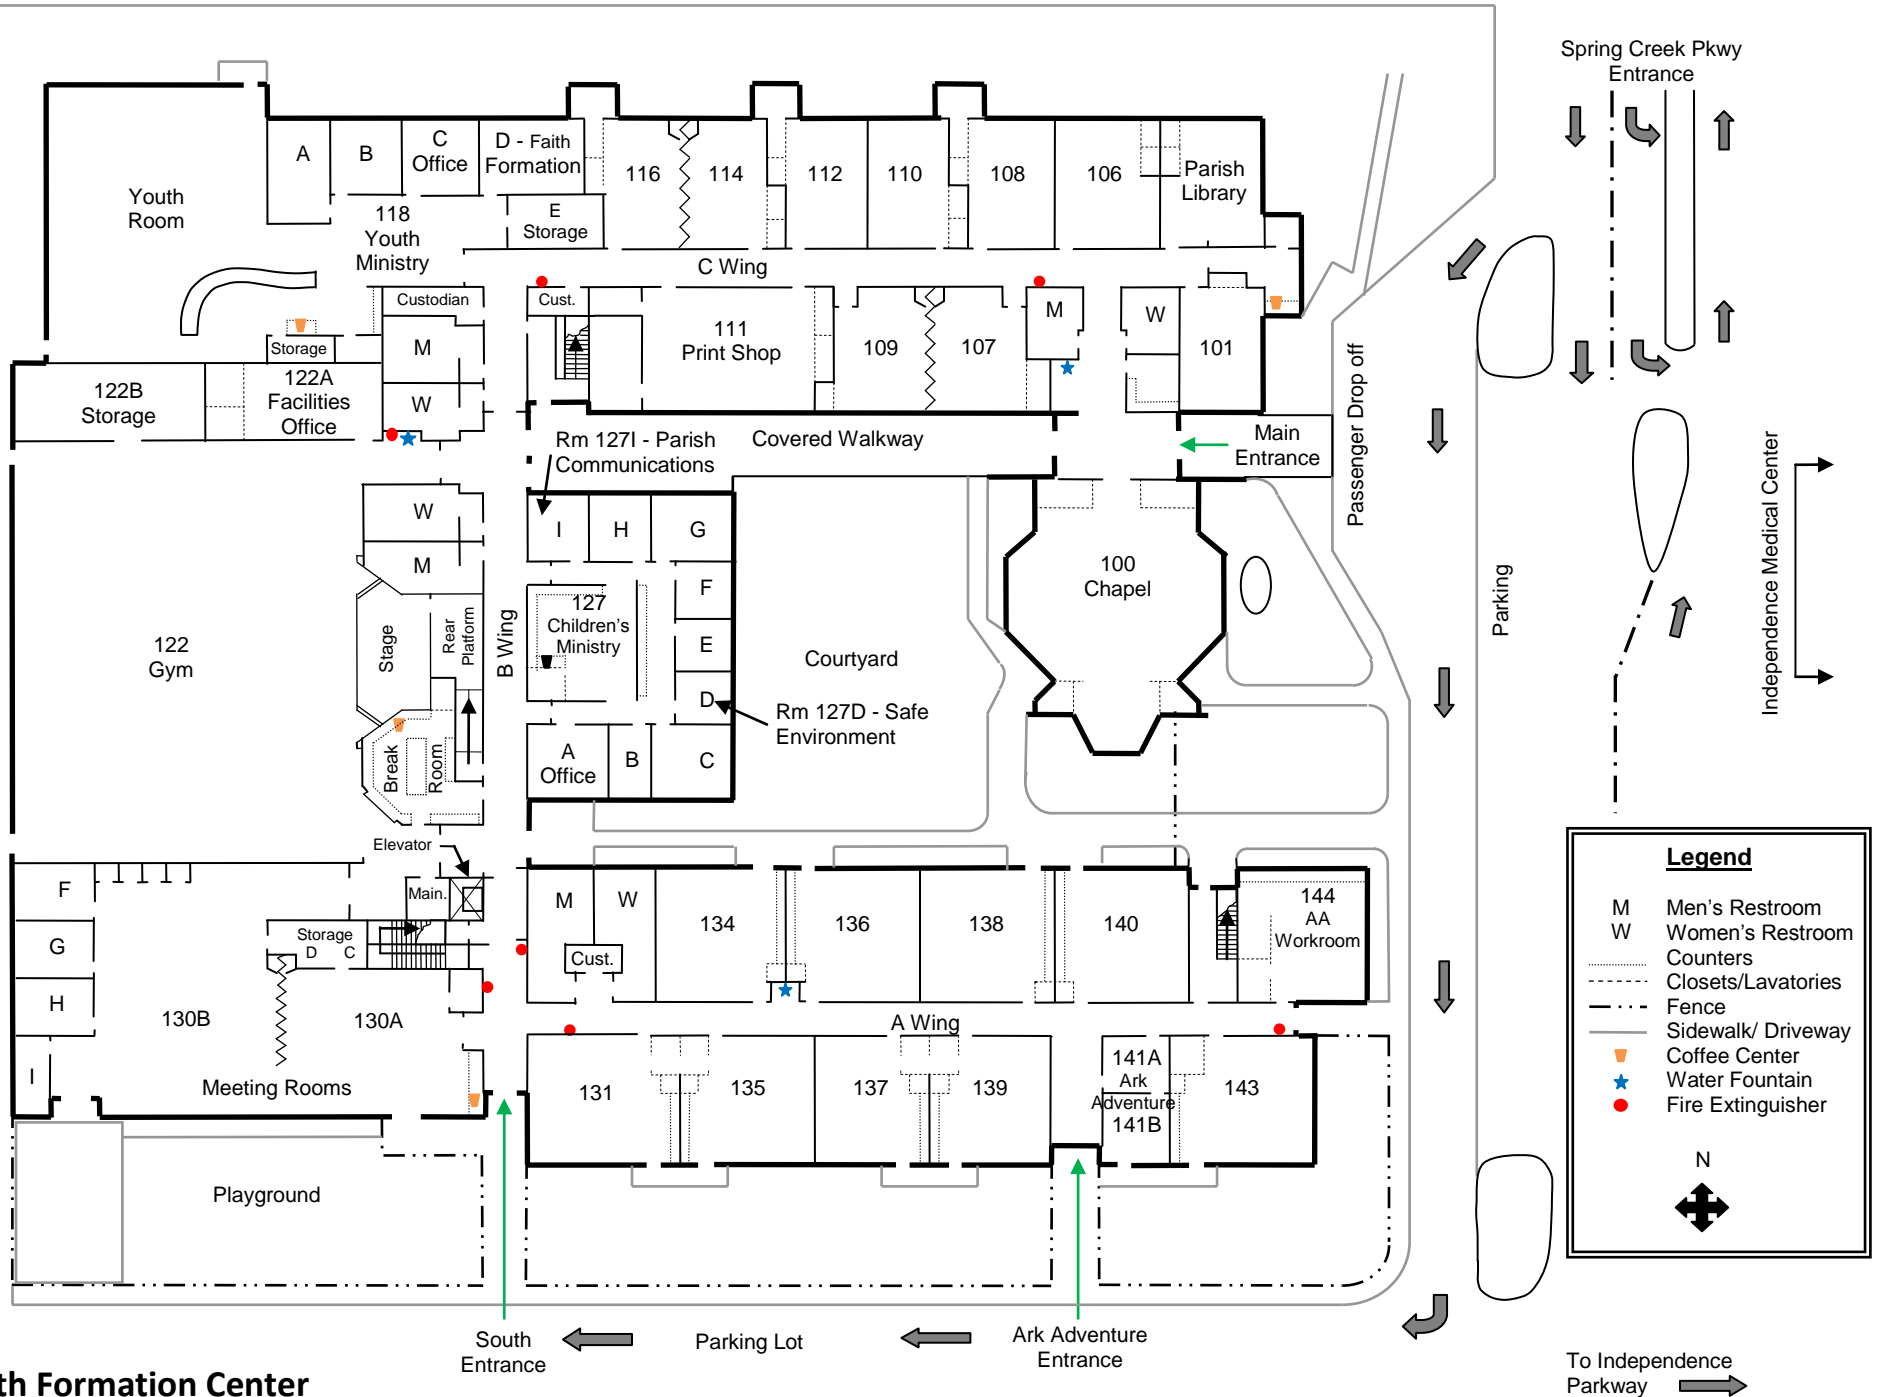 Spring Creek Pkwy
Entrance
Youth
Room
A
B
C
Office
D - Faith
Formation
E
Storage
116
114
112
110
108
106
Parish
Library
118
Youth
Ministry
C Wing
Custodian
Cust.
M
W
Storage
111
Print Shop
109
107
M
W
101
122B
Storage
122A
Facilities
Office
Rm 127I - Parish
Communications
Covered Walkway
Main
Entrance
Passenger Drop off
Parking
Independence Medical Center
W
M
I
H
G
F
E
D
C
B
A
Office
127
Children's
Ministry
100
Chapel
122
Gym
Stage
Rear
Platform
B Wing
Courtyard
Rm 127D - Safe
Environment
Break
Room
Elevator
Main.
F
G
H
I
Storage
D C
130B
130A
Meeting Rooms
M
W
Cust.
134
136
138
140
144
AA
Workroom
A Wing
131
135
137
139
141A
Ark
Adventure
141B
143
Playground
South
Entrance
Parking Lot
Ark Adventure
Entrance
Legend
M Men's Restroom
W Women's Restroom
Counters
Closets/Lavatories
Fence
Sidewalk/ Driveway
Coffee Center
Water Fountain
Fire Extinguisher
N
To Independence
Parkway
th Formation Center